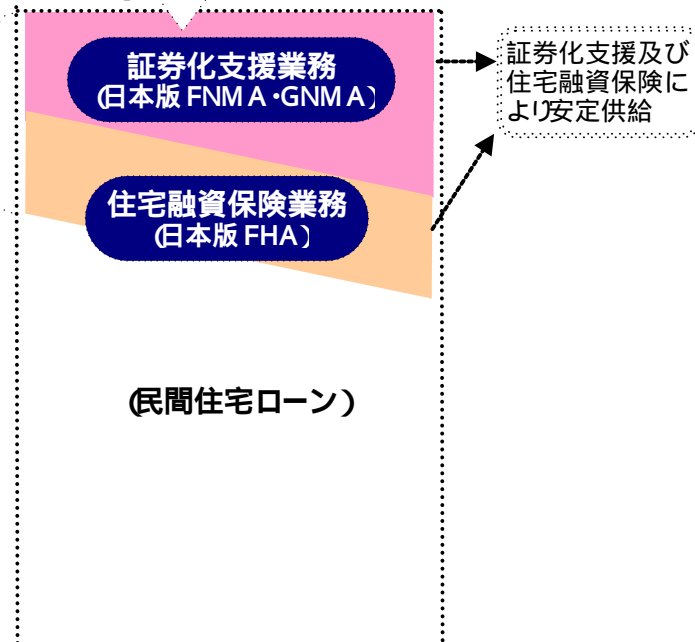 証券化支援業務
(日本版 FNMA・GNMA)
証券化支援及び
住宅融資保険に
より安定供給
住宅融資保険業務
(日本版 FHA)
(民間住宅ローン)